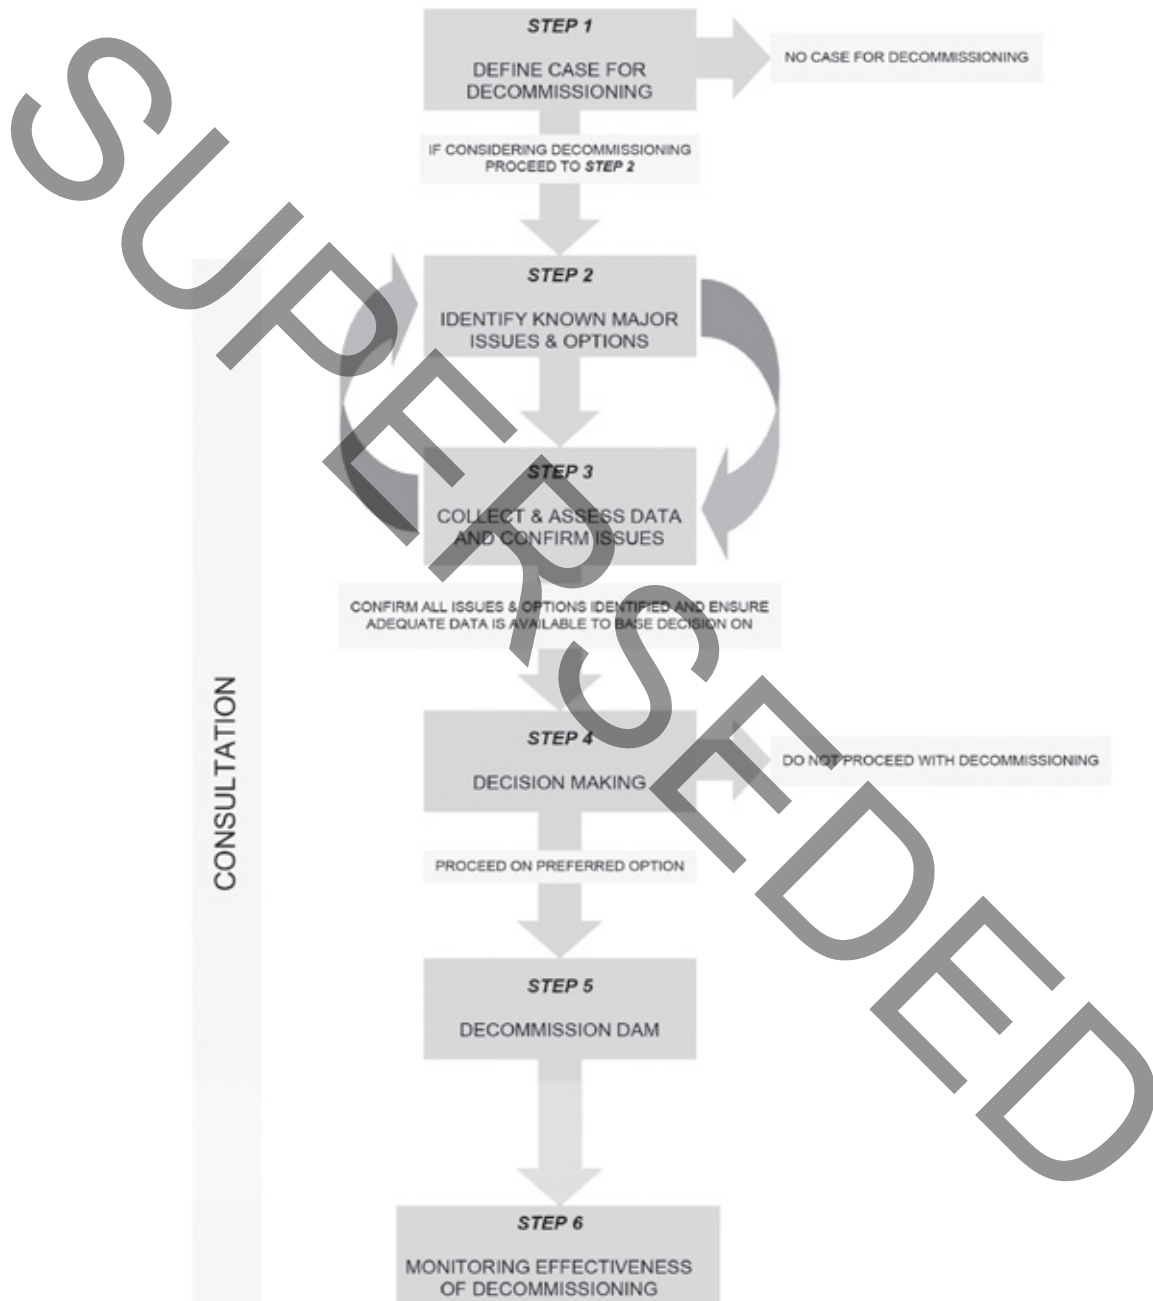 STEP 1
DEFINE CASE FOR
DECOMMISSIONING
NO CASE FOR DECOMMISSIONING
IF CONSIDERING DECOMMISSIONING
PROCEED TO STEP 2
STEP 2
IDENTIFY KNOWN MAJOR
ISSUES & OPTIONS
STEP 3
COLLECT & ASSESS DATA
AND CONFIRM ISSUES
CONFIRM ALL ISSUES & OPTIONS IDENTIFIED AND ENSURE
ADEQUATE DATA IS AVAILABLE TO BASE DECISION ON
STEP 4
DECISION MAKING
DO NOT PROCEED WITH DECOMMISSIONING
PROCEED ON PREFERRED OPTION
STEP 5
DECOMMISSION DAM
STEP 6
MONITORING EFFECTIVENESS
OF DECOMMISSIONING
CONSULTATION
SUPERSEDED